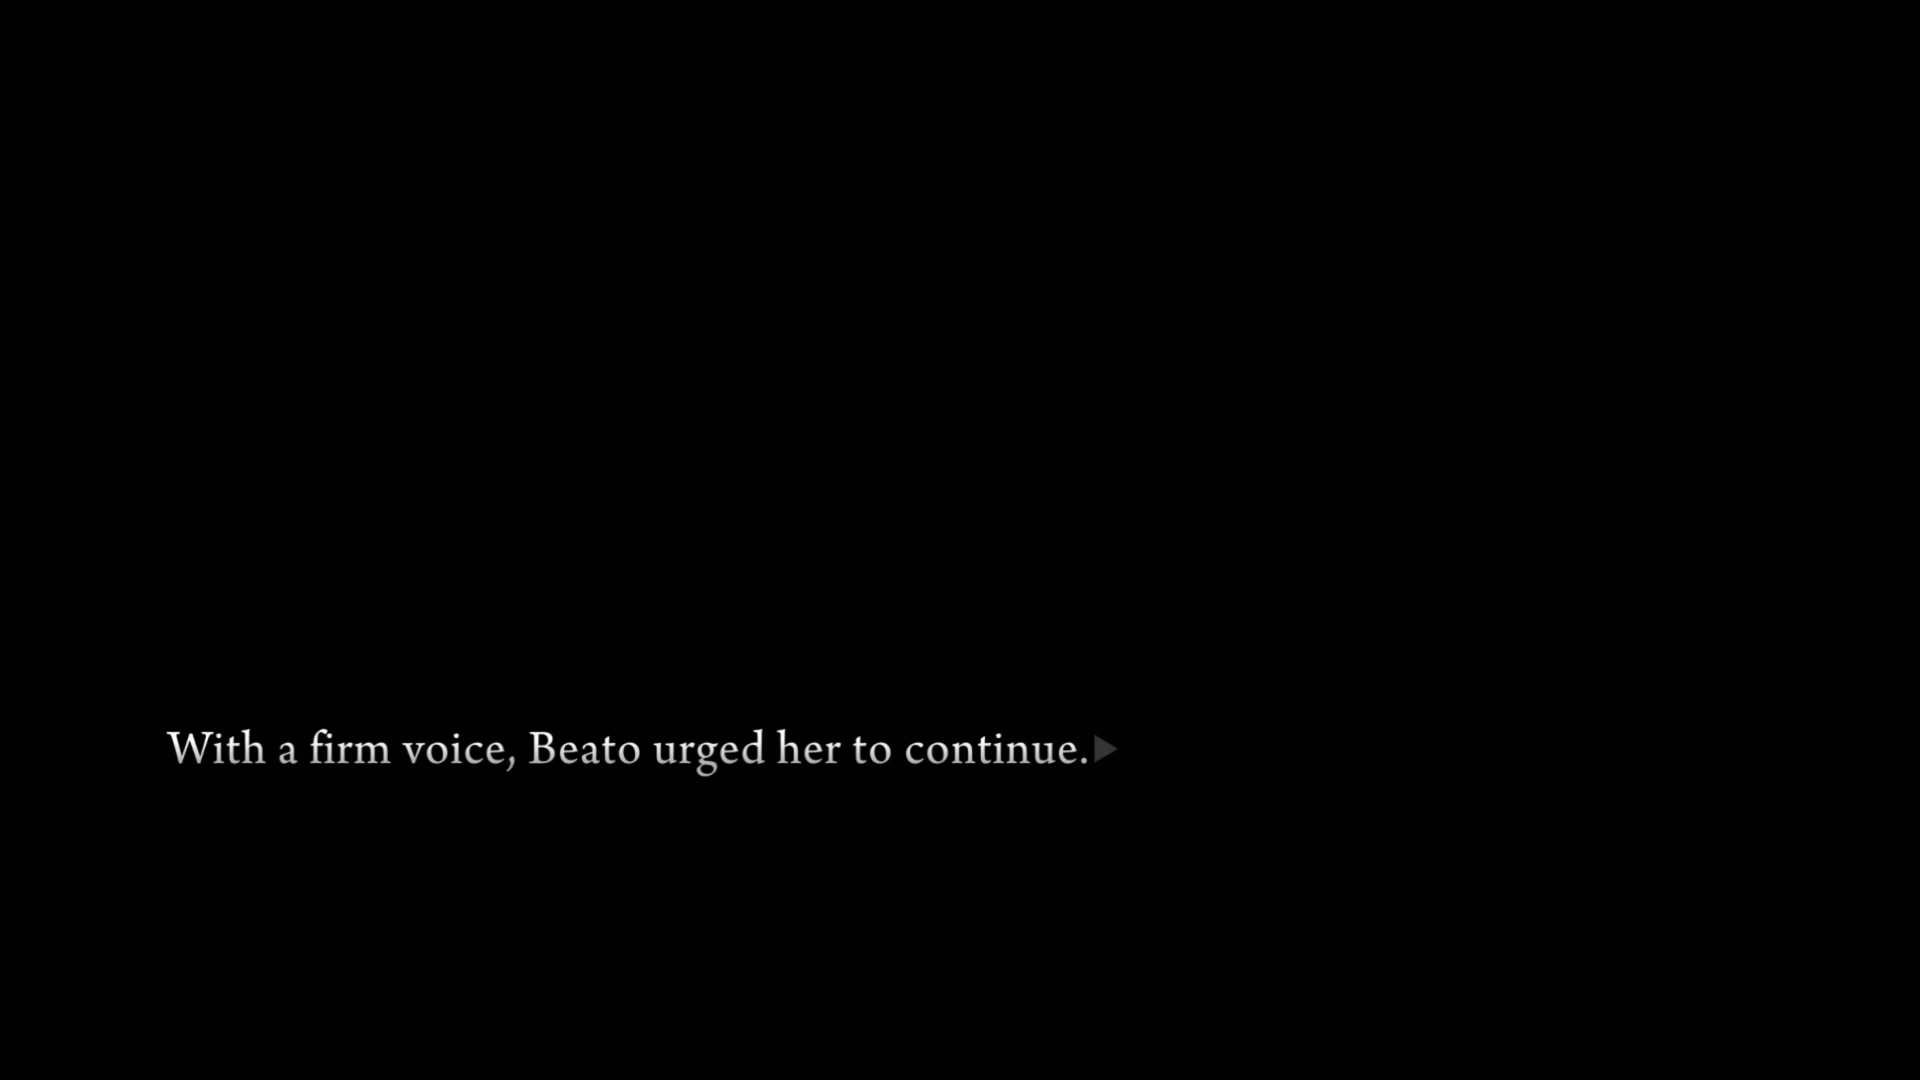 With a firm voice, Beato urged her to continue.